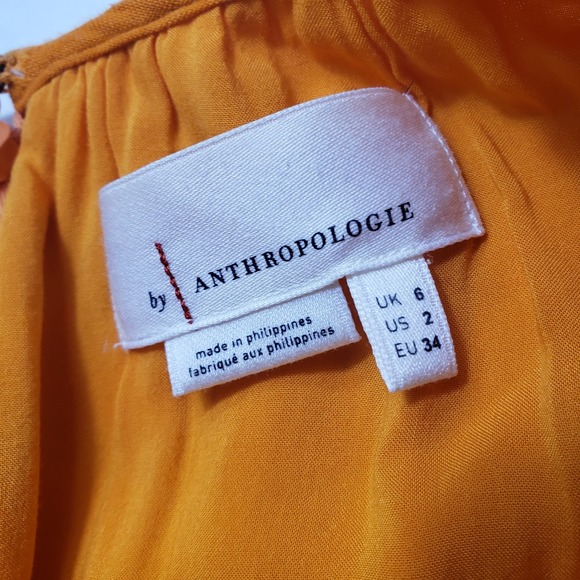 by ANTHROPOLOGIE
made in philippines
fabriqué aux philippines
UK 6
US 2
EU 34